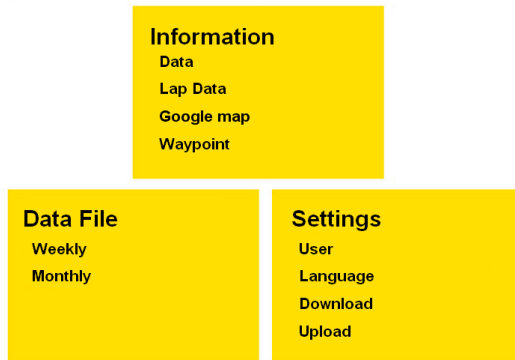 Information
Data
Lap Data
Google map
Waypoint
Data File
Weekly
Monthly
Settings
User
Language
Download
Upload